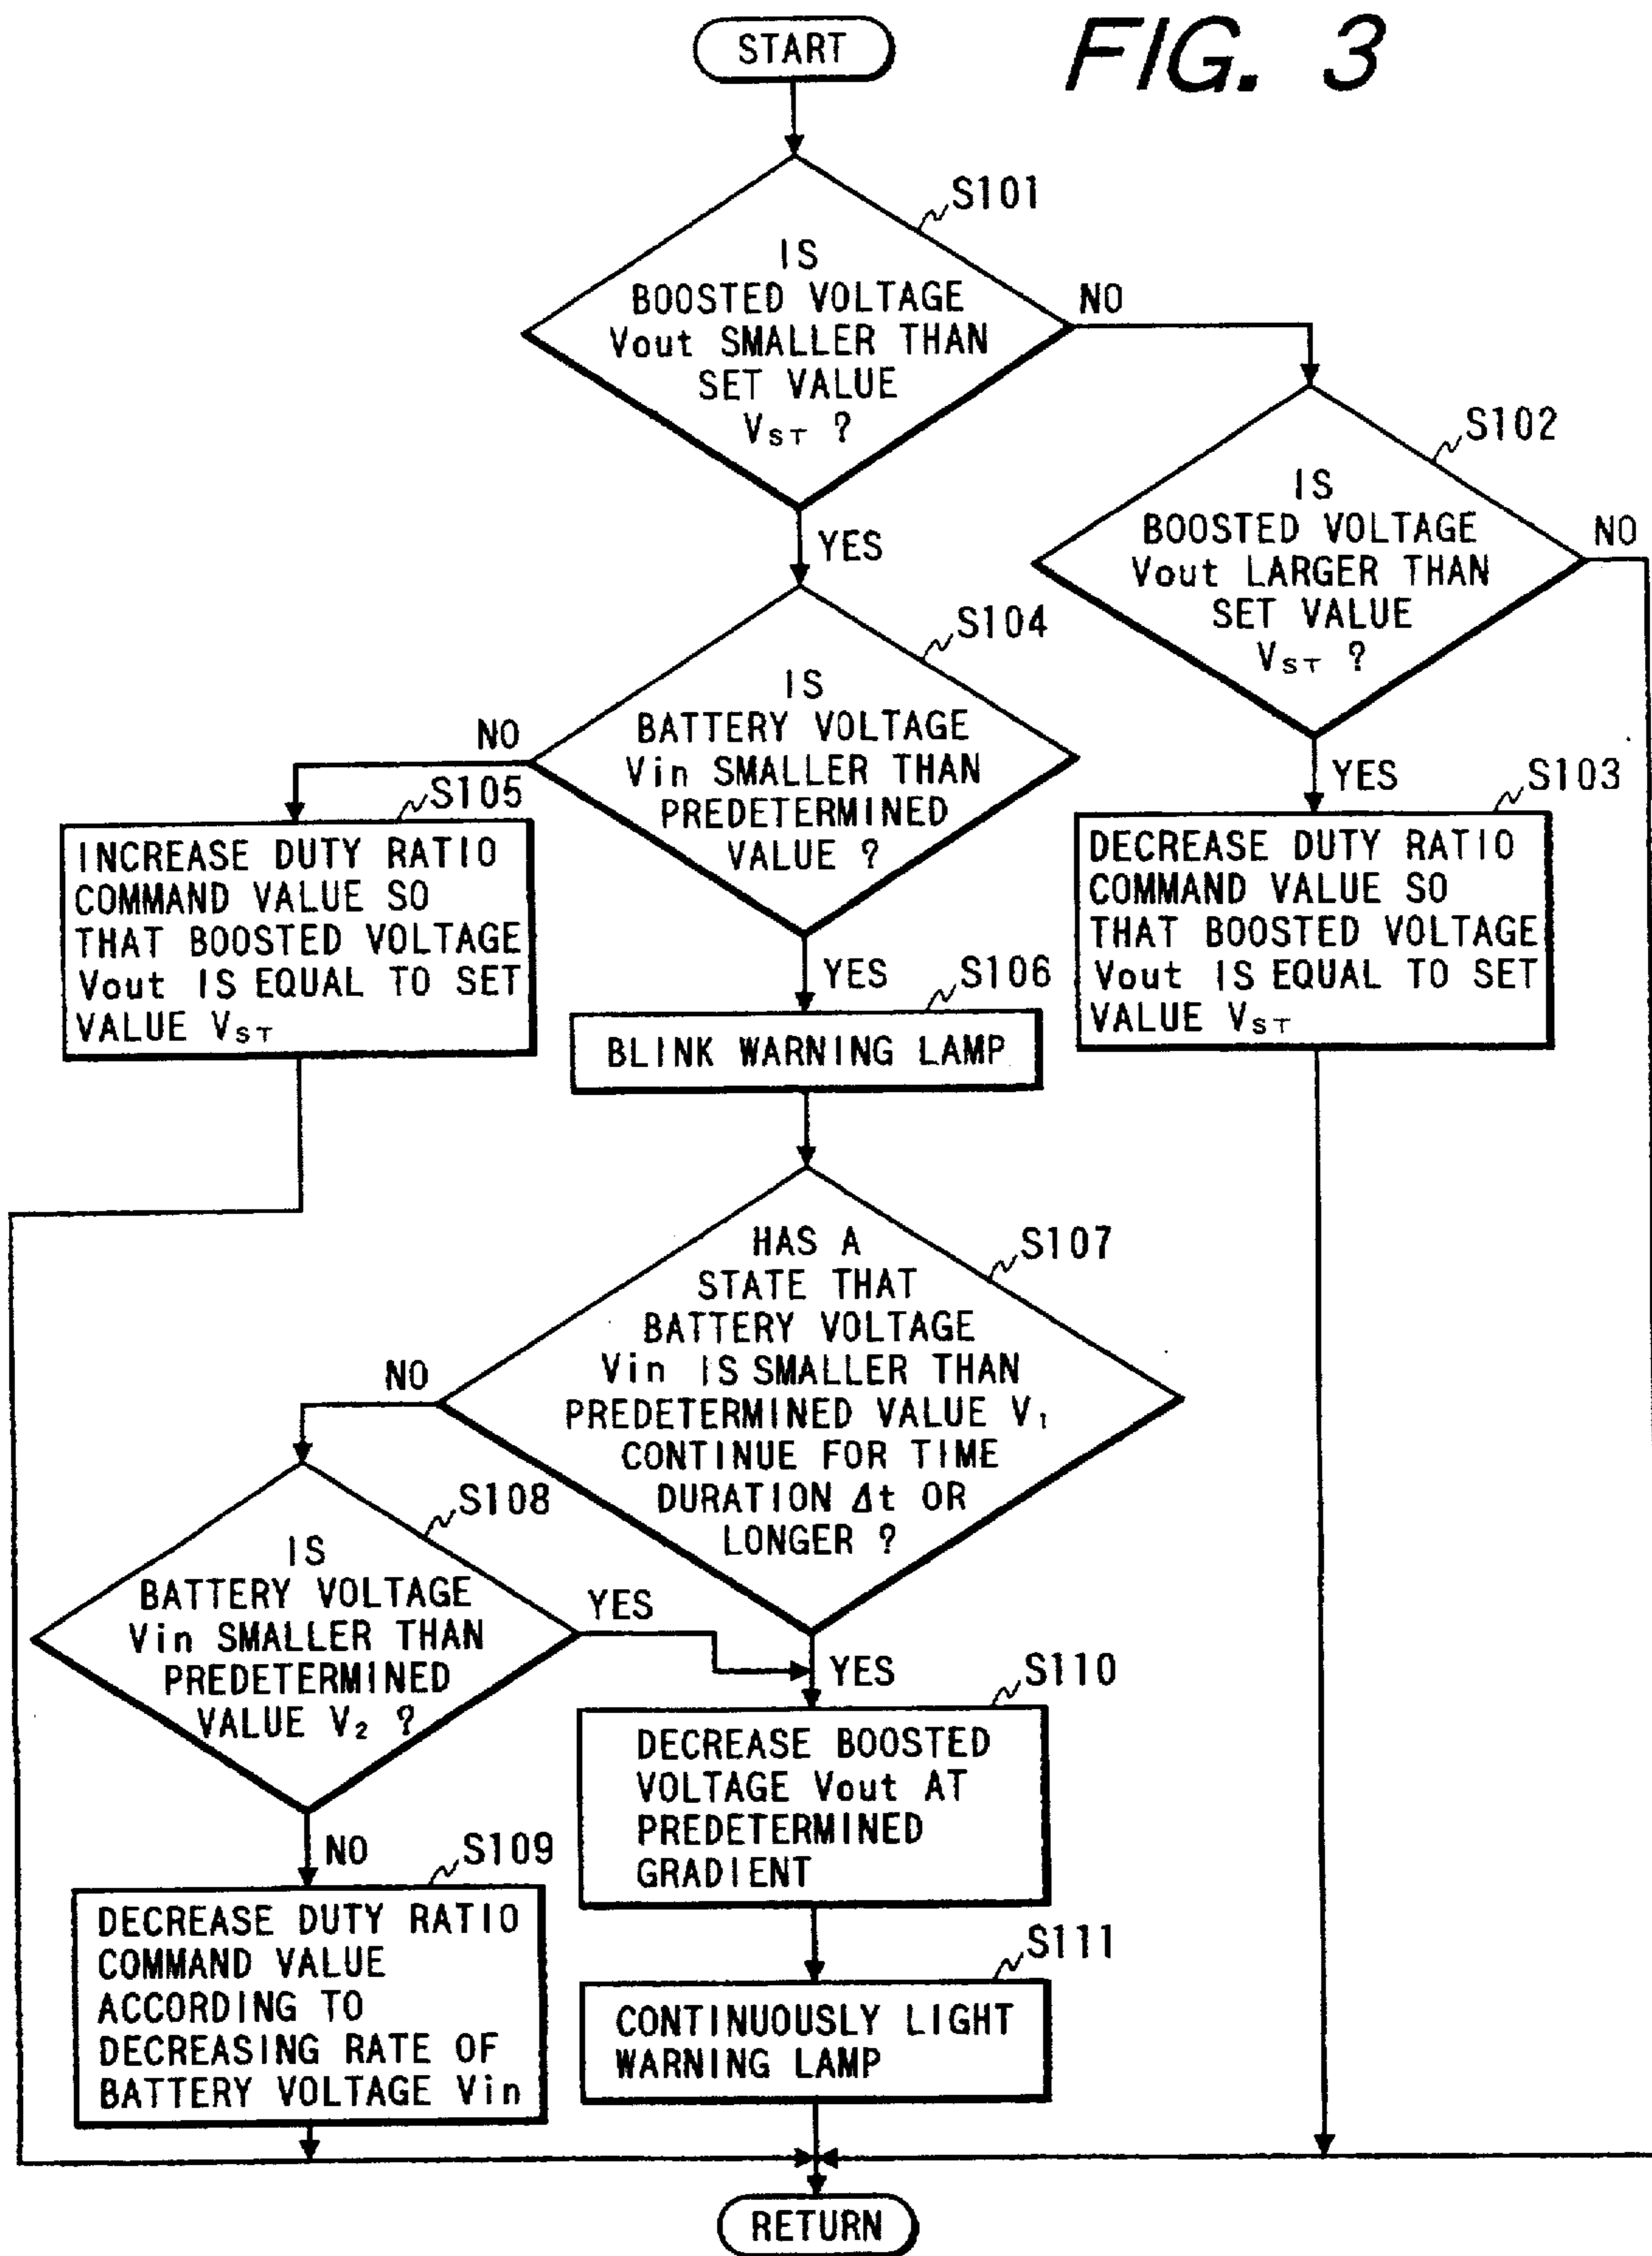 FIG. 3
START
S101
IS
BOOSTED VOLTAGE
Vout SMALLER THAN
SET VALUE
V_ST ?
NO
YES
S102
IS
BOOSTED VOLTAGE
Vout LARGER THAN
SET VALUE
V_ST ?
NO
YES
S103
DECREASE DUTY RATIO
COMMAND VALUE SO
THAT BOOSTED VOLTAGE
Vout IS EQUAL TO SET
VALUE V_ST
S104
IS
BATTERY VOLTAGE
Vin SMALLER THAN
PREDETERMINED
VALUE ?
NO
YES
S105
INCREASE DUTY RATIO
COMMAND VALUE SO
THAT BOOSTED VOLTAGE
Vout IS EQUAL TO SET
VALUE V_ST
S106
BLINK WARNING LAMP
S107
HAS A
STATE THAT
BATTERY VOLTAGE
Vin IS SMALLER THAN
PREDETERMINED VALUE V₁
CONTINUE FOR TIME
DURATION Δt OR
LONGER ?
NO
YES
S108
IS
BATTERY VOLTAGE
Vin SMALLER THAN
PREDETERMINED
VALUE V₂ ?
YES
NO
S109
DECREASE DUTY RATIO
COMMAND VALUE
ACCORDING TO
DECREASING RATE OF
BATTERY VOLTAGE Vin
S110
DECREASE BOOSTED
VOLTAGE Vout AT
PREDETERMINED
GRADIENT
S111
CONTINUOUSLY LIGHT
WARNING LAMP
RETURN